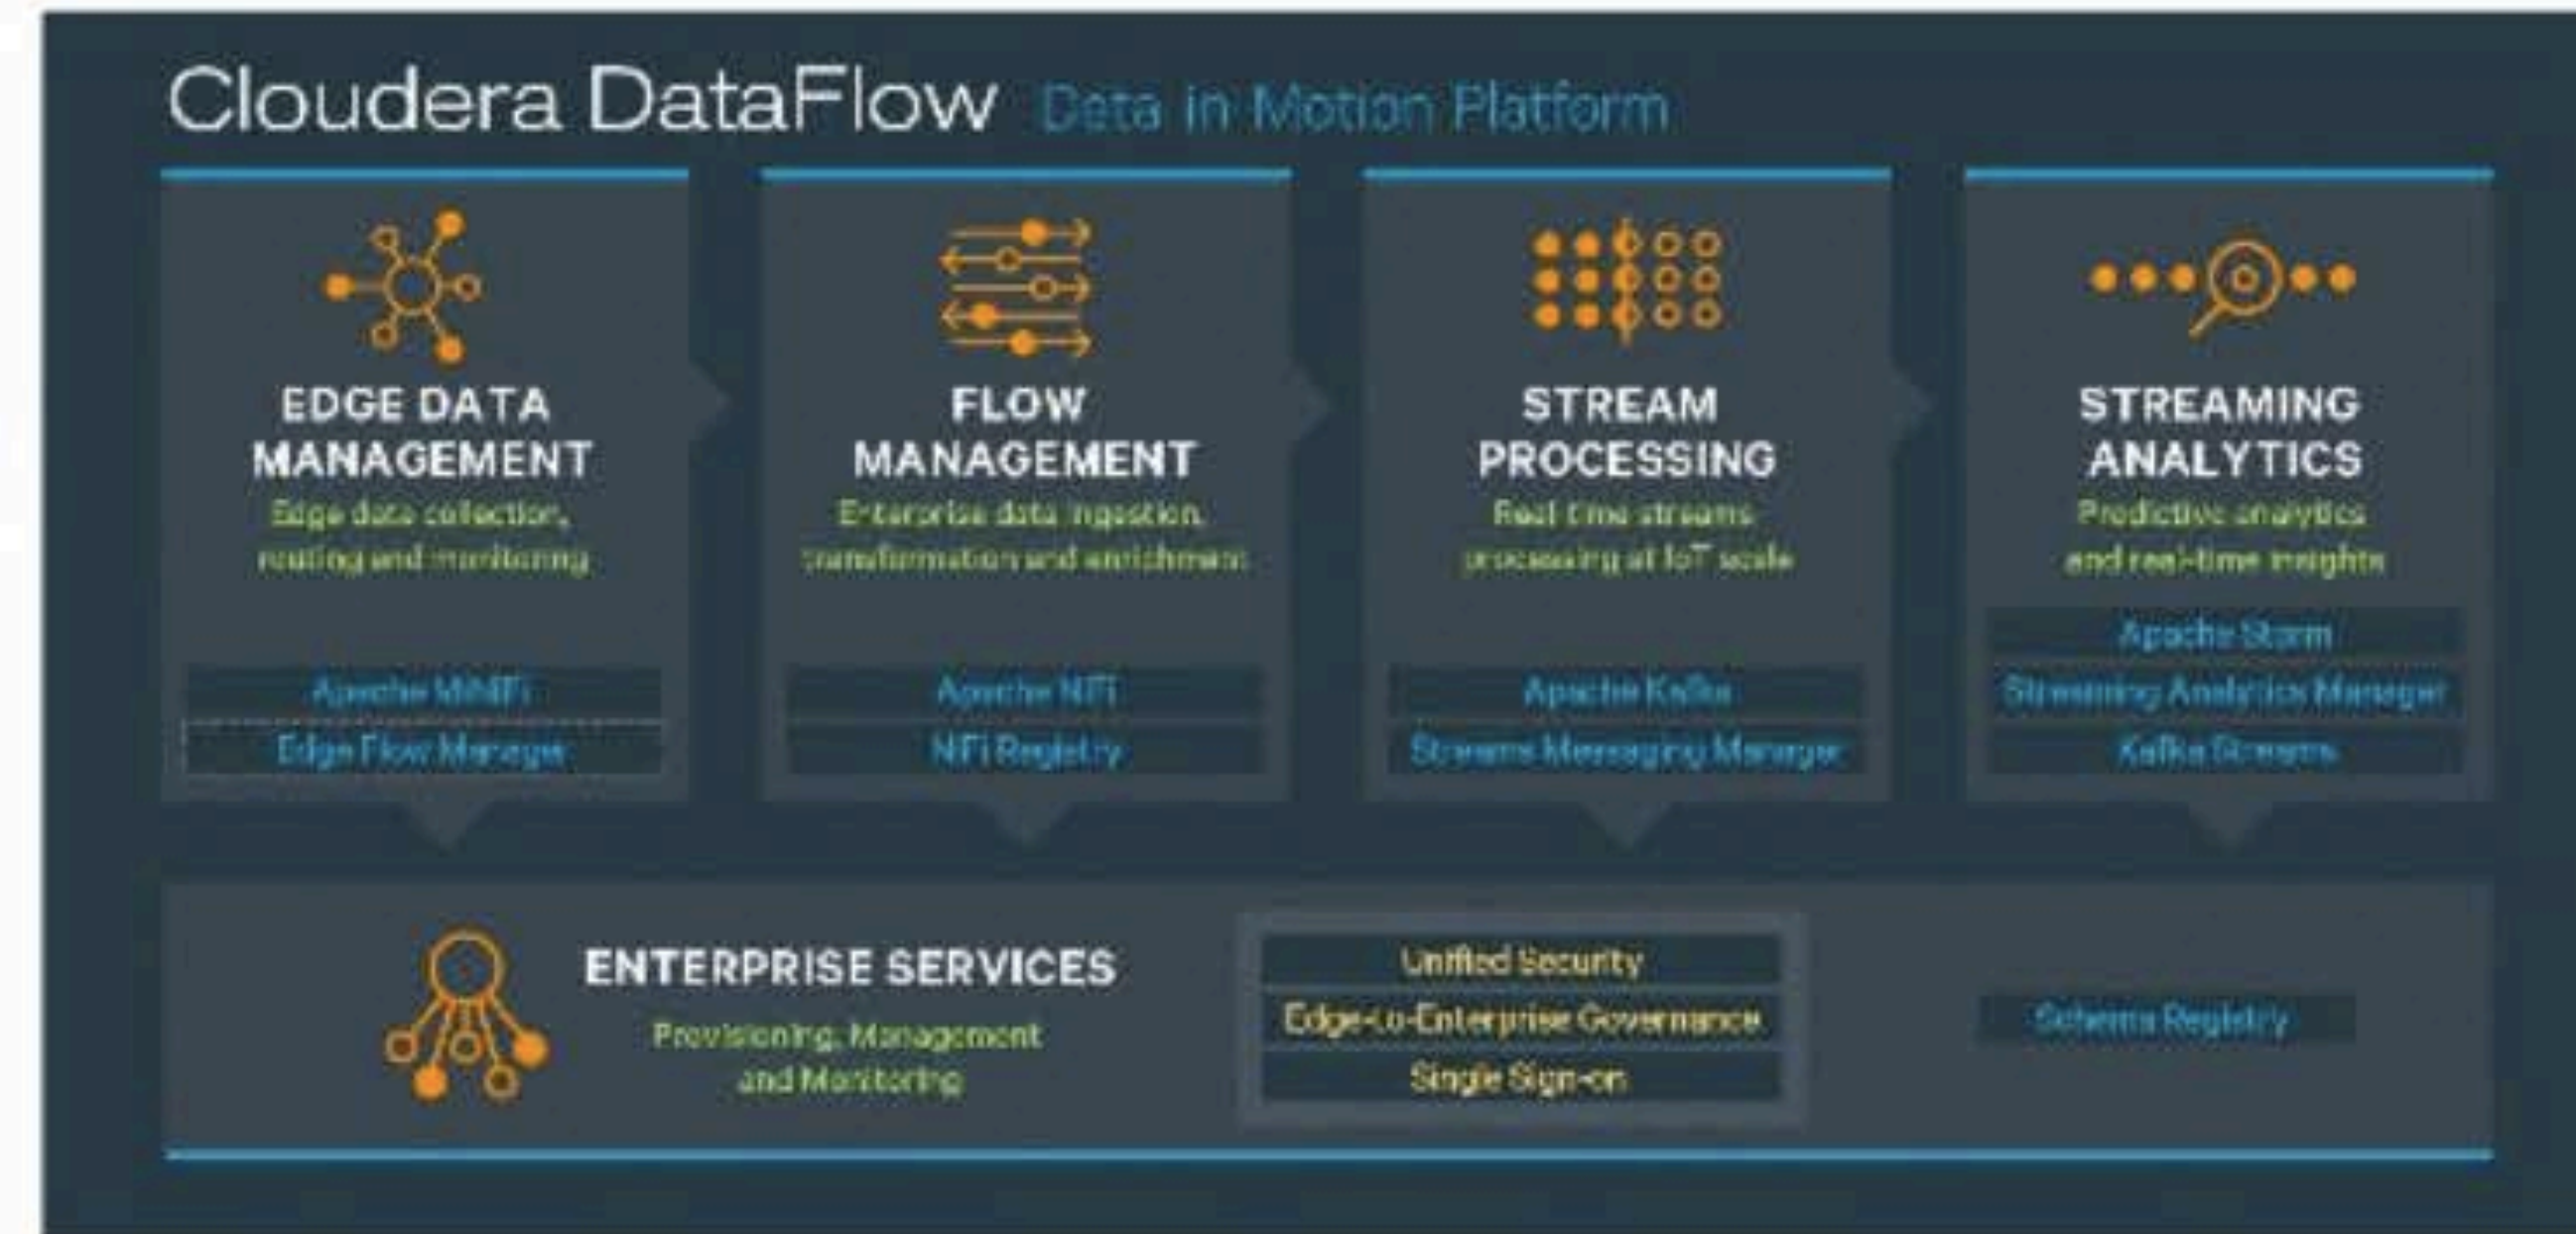 Cloudera DataFlow Data in Motion Platform
EDGE DATA
MANAGEMENT
Edge data collection,
routing and monitoring
Apache MiNiFi
Edge Flow Manager
FLOW
MANAGEMENT
Enterprise data ingestion,
transformation and enrichment
Apache NiFi
NiFi Registry
STREAM
PROCESSING
Real-time streams
processing at IoT scale
Apache Kafka
Streams Messaging Manager
STREAMING
ANALYTICS
Predictive analytics
and real-time insights
Apache Storm
Streaming Analytics Manager
Kafka Streams
ENTERPRISE SERVICES
Provisioning, Management
and Monitoring
Unified Security
Edge-to-Enterprise Governance
Single Sign-on
Schema Registry